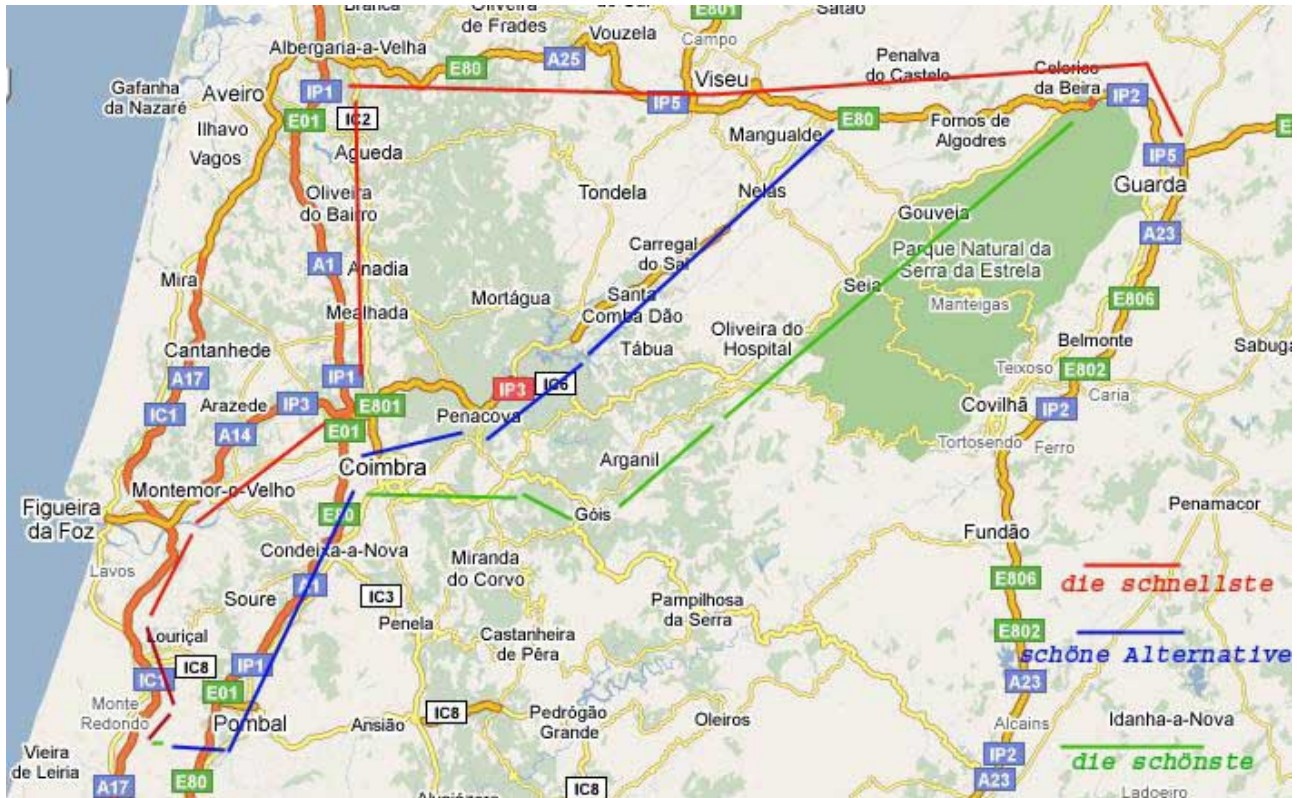 Branca
Oliveira
de Frades
E801
Satão
Vouzela
Campo
Albergaria-a-Velha
A25
E80
Penalva
do Castelo
Viseu
Celorico
da Beira
Gafanha
da Nazaré
Aveiro
IP1
IP5
IP2
E01
IC2
E80
Fornos de
Algodres
Ilhavo
Mangualde
Vagos
Agueda
IP5
Oliveira
do Bairro
Tondela
Nelas
Guarda
Gouveia
A23
Carregal
do Sal
Parque Natural da
Serra da Estrela
A1
Anadia
Mira
Seia
Manteigas
E806
Mortágua
Santa
Comba Dão
Mealhada
Oliveira do
Hospital
Belmonte
Sabuga
Cantanhede
Tábua
Teixoso
E802
A17
IP1
IP3
IC6
Caria
IC1
Arazede
IP3
E801
Covilhã
IP2
Penacova
A14
E01
Tortosendo
Ferro
Coimbra
Arganil
Montemor-o-Velho
Penamacor
Figueira
da Foz
E80
Góis
Fundão
Condeixa-a-Nova
Miranda
do Corvo
Lavos
A1
E806
die schnellste
Soure
IC3
Pampilhosa
da Serra
Penela
E802
Louriçal
Castanheira
de Pêra
schöne Alternative
IC8
IP1
A23
IC1
E01
Monte
Redondo
Pombal
Ansião
IC8
Pedrógão
Grande
Oleiros
Alcains
Idanha-a-Nova
Vieira
de Leiria
IP2
die schönste
A17
E80
IC8
A23
Ladoeiro